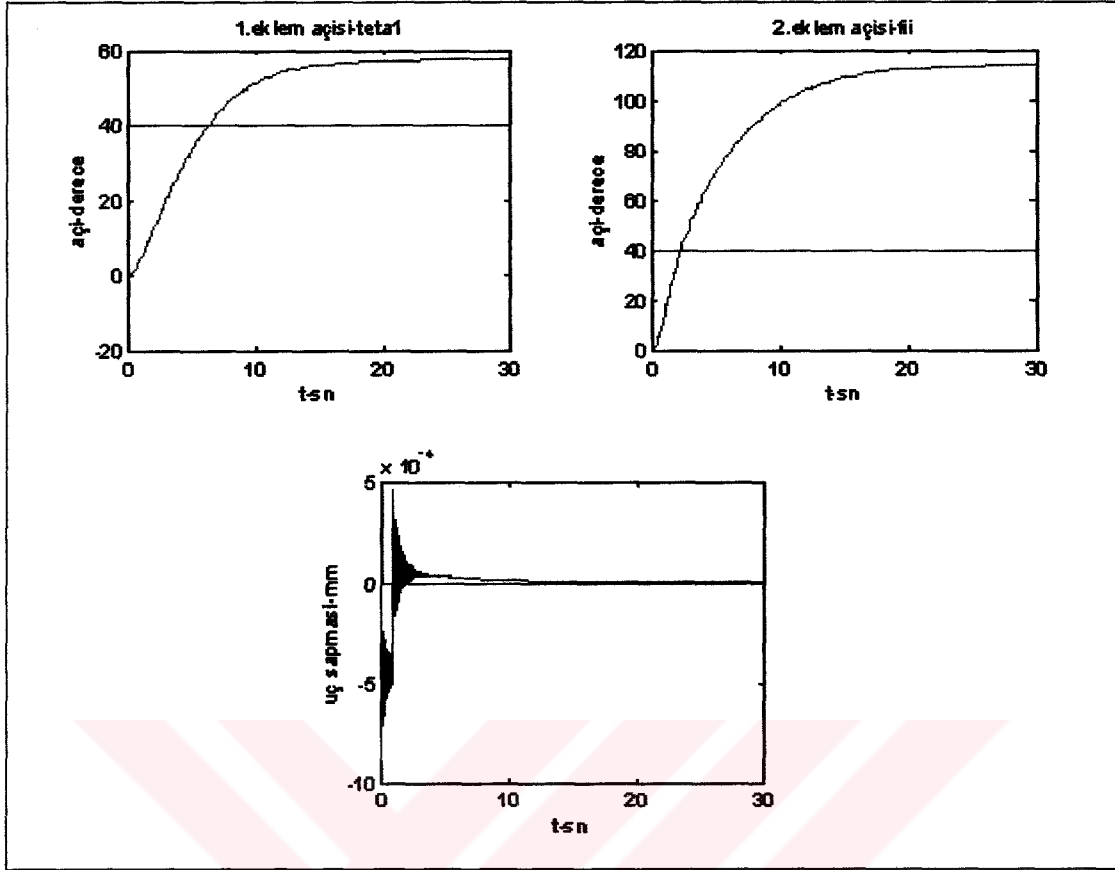 1.eklem açisi-teta1
60
40
20
0
-20
açi-derece
0 10 20 30
t-sn
2.eklem açisi-fii
120
100
80
60
40
20
0
açi-derece
0 10 20 30
t-sn
× 10⁻⁴
5
0
-5
-10
uç sapmasi-mm
0 10 20 30
t-sn